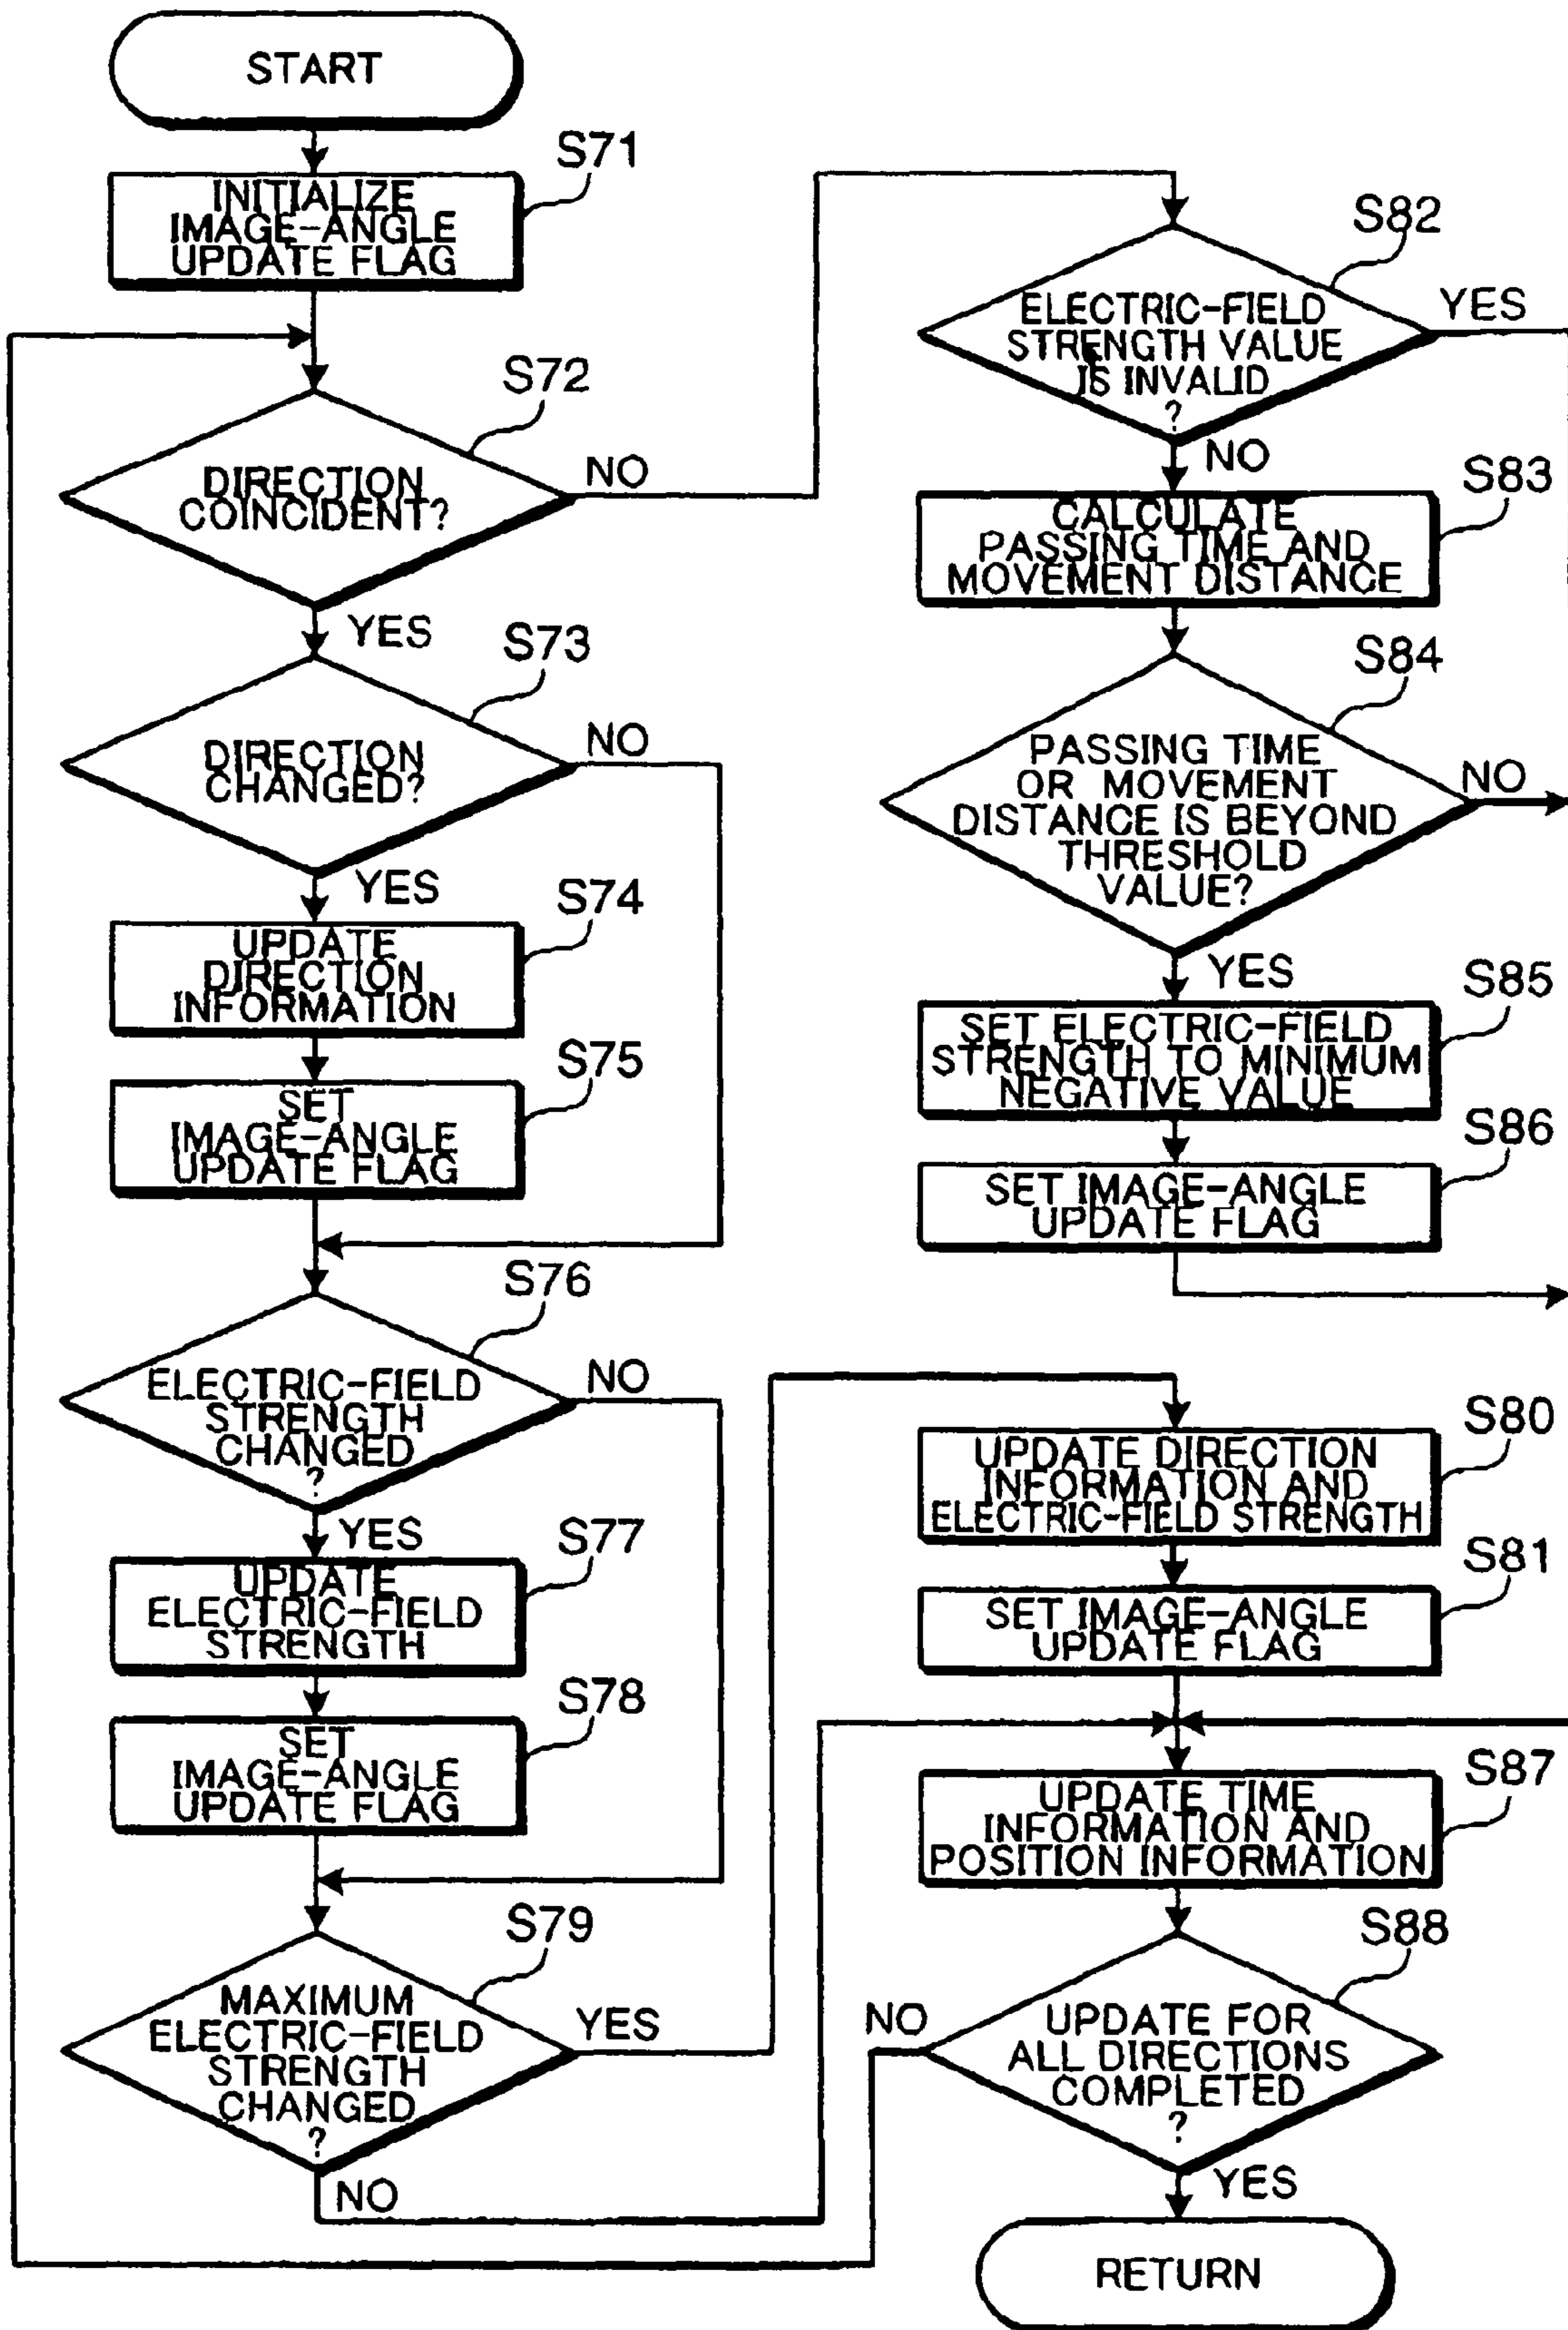 START
S71
INITIALIZE
IMAGE-ANGLE
UPDATE FLAG
S72
DIRECTION
COINCIDENT?
NO
YES
S73
DIRECTION
CHANGED?
NO
YES
S74
UPDATE
DIRECTION
INFORMATION
S75
SET
IMAGE-ANGLE
UPDATE FLAG
S76
ELECTRIC-FIELD
STRENGTH
CHANGED
?
NO
YES
S77
UPDATE
ELECTRIC-FIELD
STRENGTH
S78
SET
IMAGE-ANGLE
UPDATE FLAG
S79
MAXIMUM
ELECTRIC-FIELD
STRENGTH
CHANGED
?
YES
NO
S82
ELECTRIC-FIELD
STRENGTH VALUE
IS INVALID
?
YES
NO
S83
CALCULATE
PASSING TIME AND
MOVEMENT DISTANCE
S84
PASSING TIME
OR MOVEMENT
DISTANCE IS BEYOND
THRESHOLD
VALUE?
NO
YES
S85
SET ELECTRIC-FIELD
STRENGTH TO MINIMUM
NEGATIVE VALUE
S86
SET IMAGE-ANGLE
UPDATE FLAG
S80
UPDATE DIRECTION
INFORMATION AND
ELECTRIC-FIELD STRENGTH
S81
SET IMAGE-ANGLE
UPDATE FLAG
S87
UPDATE TIME
INFORMATION AND
POSITION INFORMATION
S88
UPDATE FOR
ALL DIRECTIONS
COMPLETED
?
NO
YES
RETURN